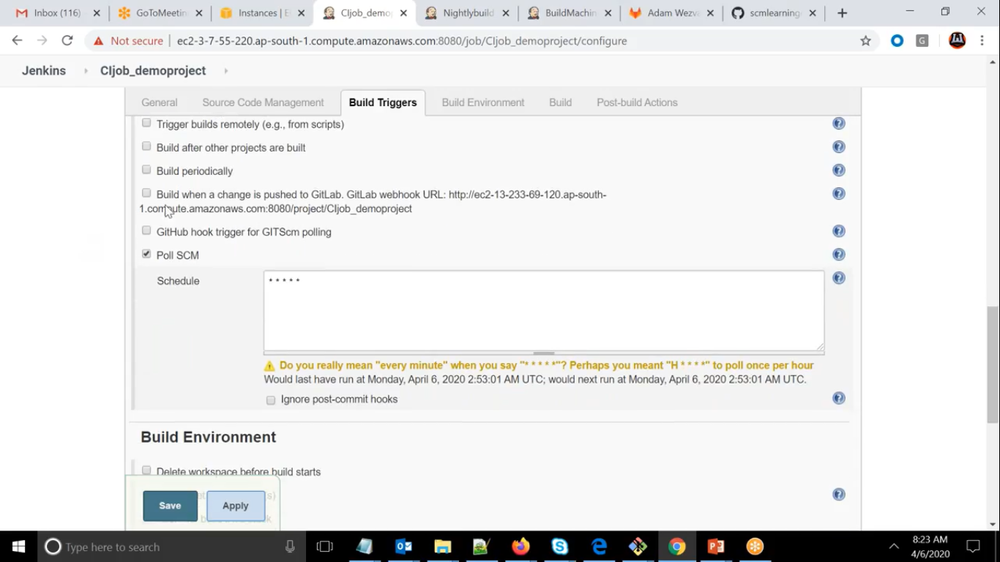 Inbox (116)
GoToMeetin
Instances | E
CIjob_demo
Nightlybuild
BuildMachin
Adam Wezva
scmlearning
Not secure | ec2-3-7-55-220.ap-south-1.compute.amazonaws.com:8080/job/CIjob_demoproject/configure
G
Jenkins CIjob_demoproject
General Source Code Management Build Triggers Build Environment Build Post-build Actions
Trigger builds remotely (e.g., from scripts)
Build after other projects are built
Build periodically
Build when a change is pushed to GitLab. GitLab webhook URL: http://ec2-13-233-69-120.ap-south-
1.compute.amazonaws.com:8080/project/CIjob_demoproject
GitHub hook trigger for GITScm polling
Poll SCM
Schedule
* * * * *
Do you really mean "every minute" when you say "* * * * *"? Perhaps you meant "H * * * *" to poll once per hour
Would last have run at Monday, April 6, 2020 2:53:01 AM UTC; would next run at Monday, April 6, 2020 2:53:01 AM UTC.
Ignore post-commit hooks
Build Environment
Delete workspace before build starts
Save Apply
Type here to search
8:23 AM
4/6/2020